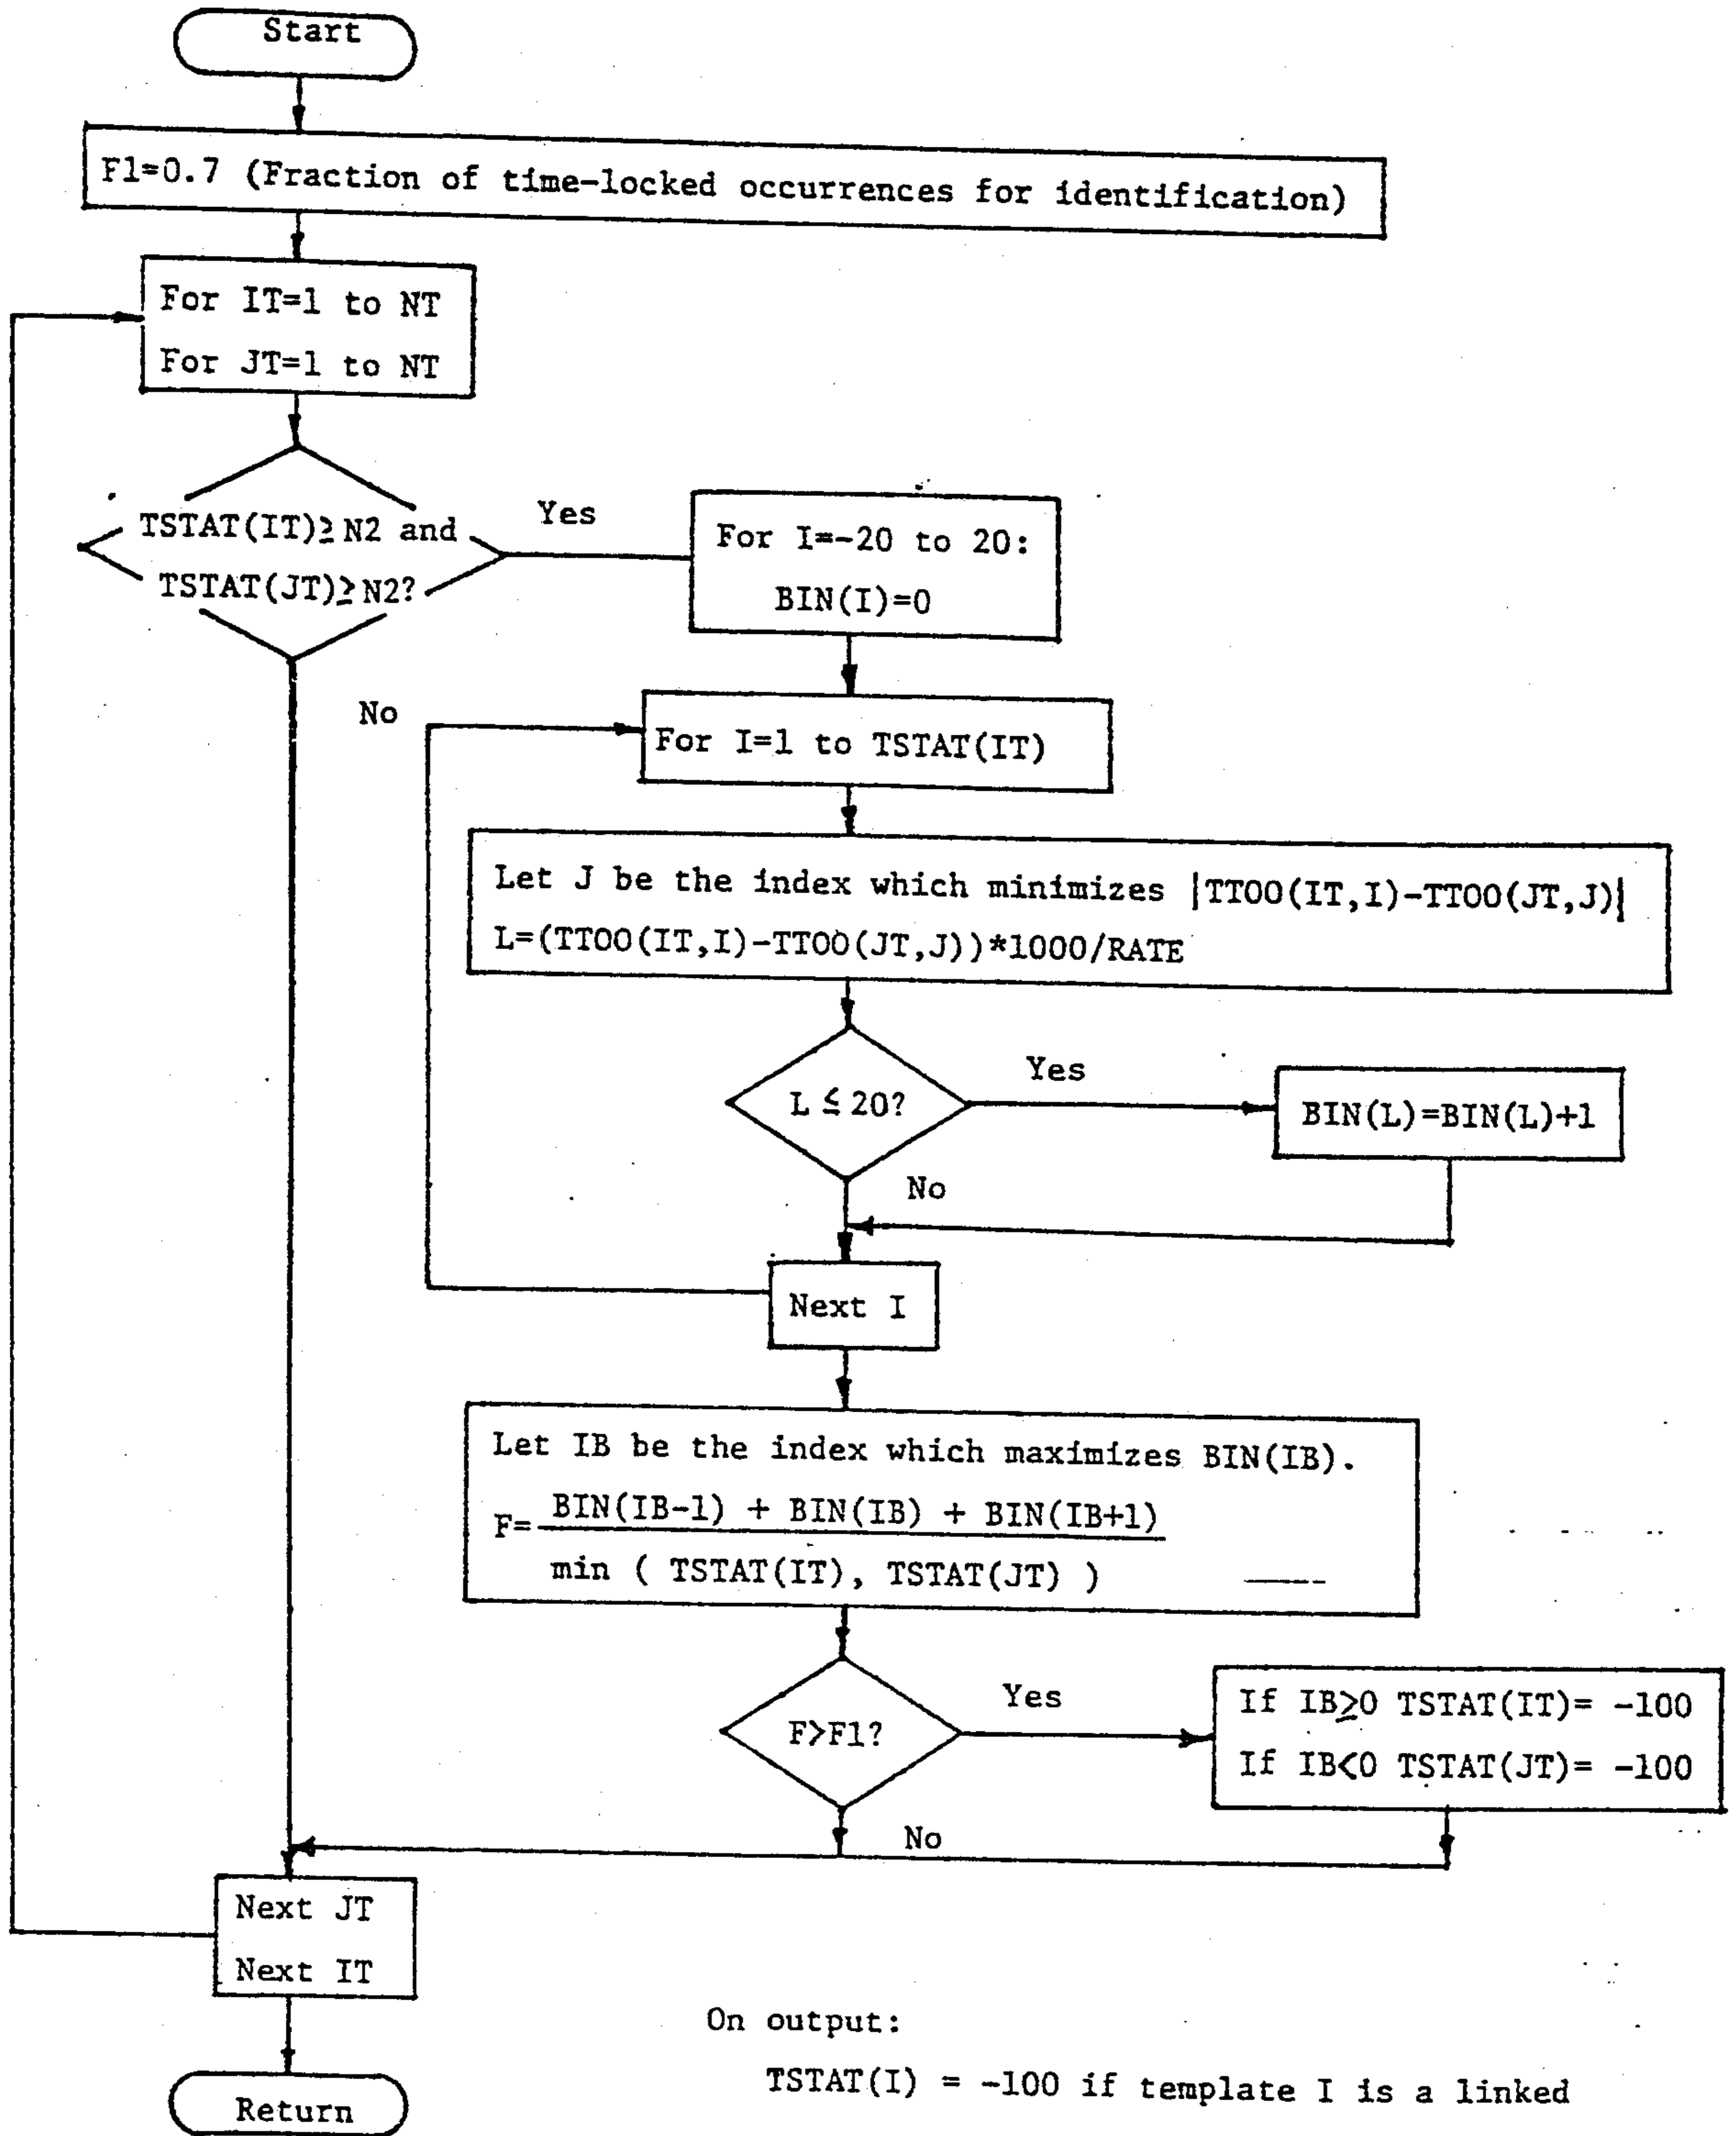 Start
F1=0.7 (Fraction of time-locked occurrences for identification)
For IT=1 to NT
For JT=1 to NT
TSTAT(IT)≥N2 and
TSTAT(JT)≥N2?
Yes
No
For I=-20 to 20:
BIN(I)=0
For I=1 to TSTAT(IT)
Let J be the index which minimizes |TTOO(IT,I)-TTOO(JT,J)|
L=(TTOO(IT,I)-TTOO(JT,J))*1000/RATE
L≤20?
Yes
BIN(L)=BIN(L)+1
No
Next I
Let IB be the index which maximizes BIN(IB).
F=
BIN(IB-1) + BIN(IB) + BIN(IB+1)
min ( TSTAT(IT), TSTAT(JT) )
F>F1?
Yes
If IB≥0 TSTAT(IT)= -100
If IB<0 TSTAT(JT)= -100
No
Next JT
Next IT
Return
On output:
TSTAT(I) = -100 if template I is a linked